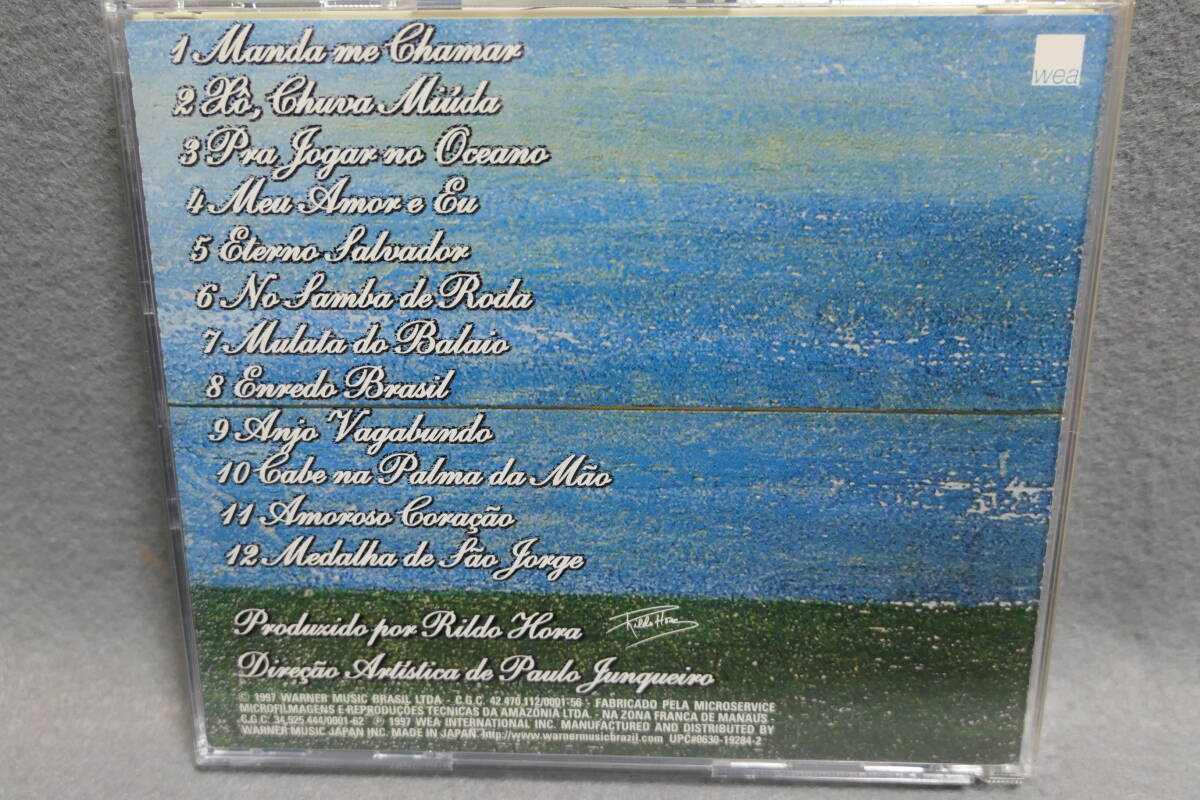 1 Manda me Chamar
wea
2 Xô, Chuva Miúda
3 Pra Jogar no Oceano
4 Meu Amor e Eu
5 Eterno Salvador
6 No Samba de Roda
7 Mulata do Balaio
8 Enredo Brasil
9 Anjo Vagabundo
10 Cabe na Palma da Mão
11 Amoroso Coração
12 Medalha de São Jorge
Produzido por Rildo Hora
Rildo Hora
Direção Artística de Paulo Junqueiro
© 1997 WARNER MUSIC BRASIL LTDA - C.G.C. 42.470.112/0001-56 - FABRICADO PELA MICROSERVICE
MICROFILMAGENS E REPRODUÇÕES TECNICAS DA AMAZÔNIA LTDA. - NA ZONA FRANCA DE MANAUS -
C.G.C. 34.525.444/0001-62 ℗ 1997 WEA INTERNATIONAL INC. MANUFACTURED AND DISTRIBUTED BY
WARNER MUSIC JAPAN INC. MADE IN JAPAN. http://www.warnermusicbrazil.com UPC#0630-19284-2